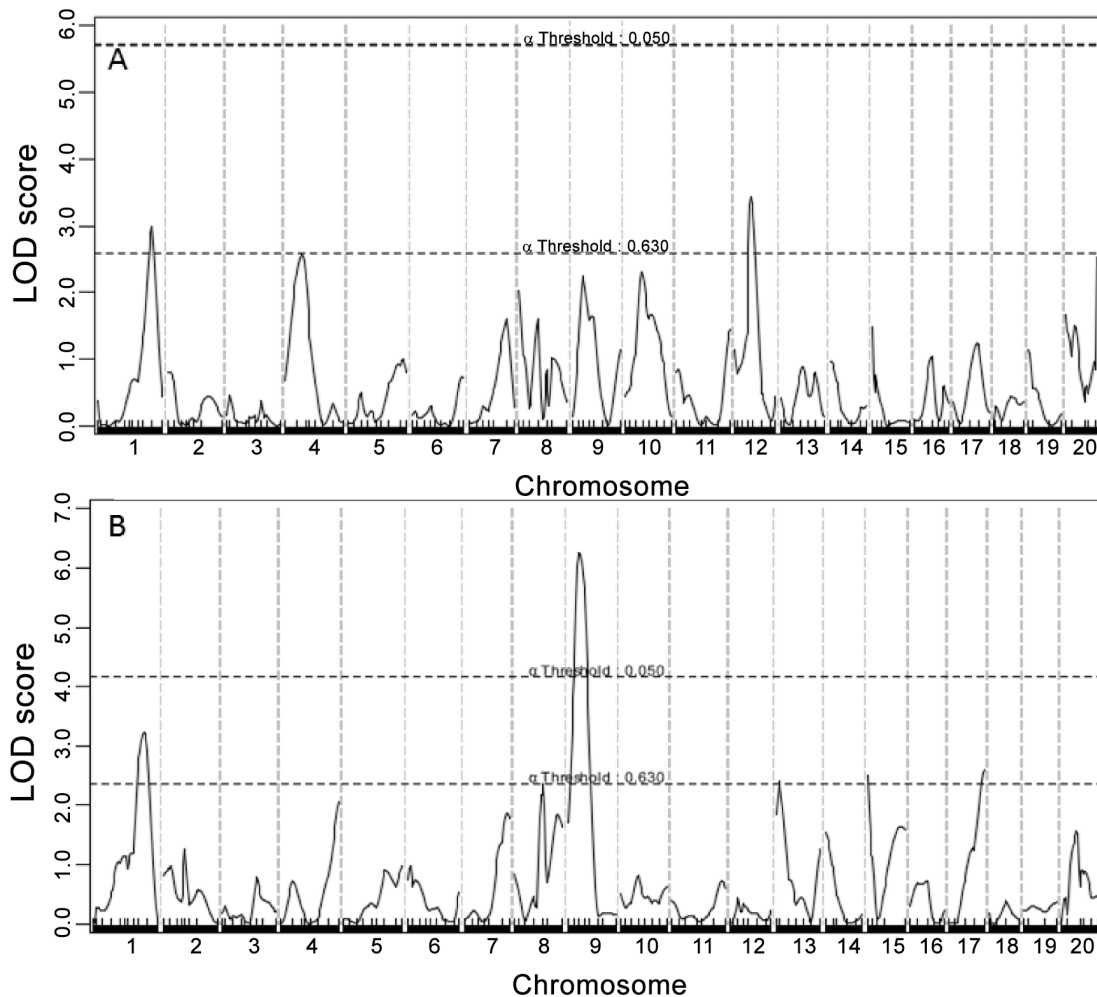 A
6.0
α Threshold : 0.050
5.0
4.0
3.0
α Threshold : 0.630
2.0
1.0
0.0
LOD score
1 2 3 4 5 6 7 8 9 10 11 12 13 14 15 16 17 18 19 20
Chromosome
B
7.0
6.0
5.0
α Threshold : 0.050
4.0
3.0
α Threshold : 0.630
2.0
1.0
0.0
LOD score
1 2 3 4 5 6 7 8 9 10 11 12 13 14 15 16 17 18 19 20
Chromosome